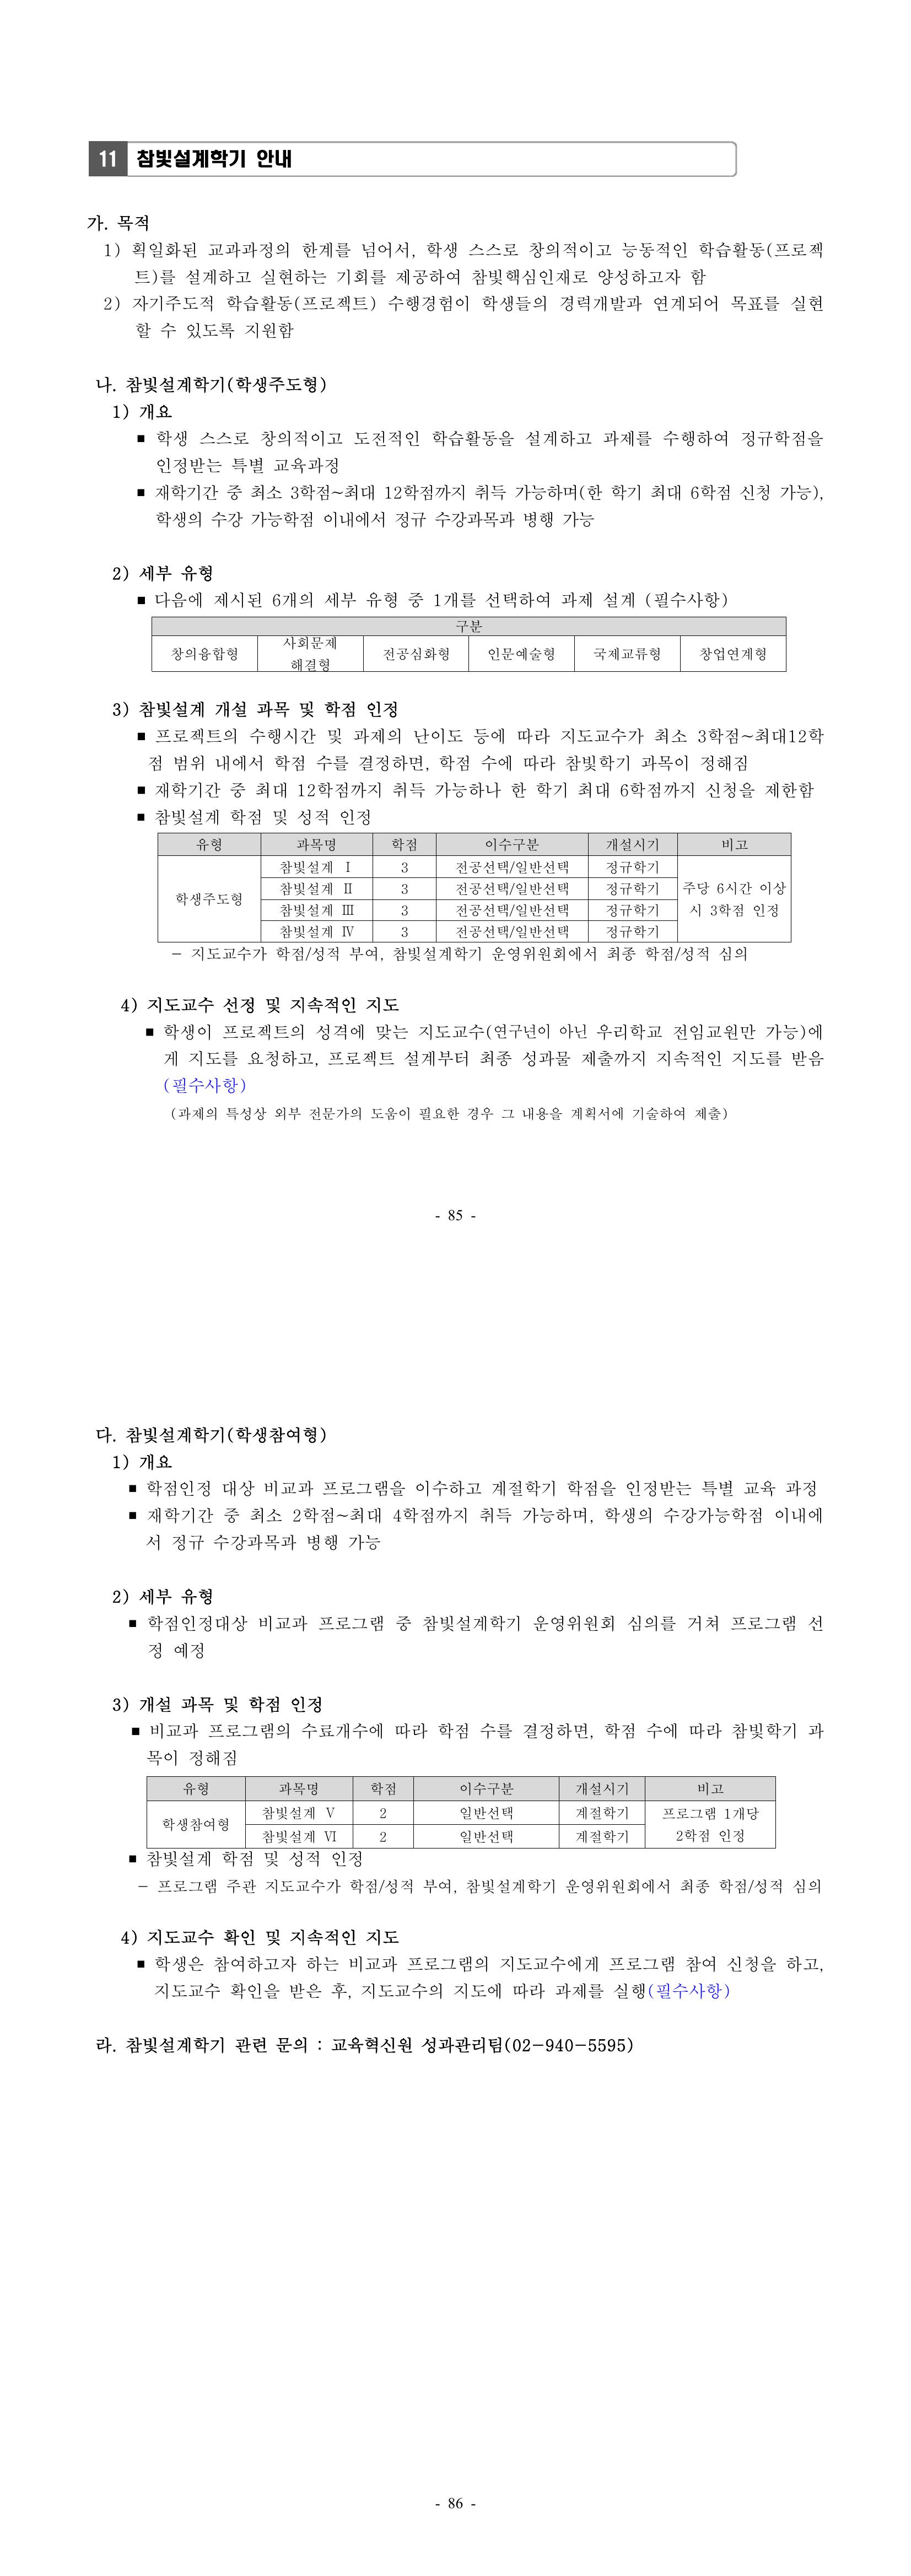 11 참빛설계학기 안내
가. 목적
1) 획일화된 교과과정의 한계를 넘어서, 학생 스스로 창의적이고 능동적인 학습활동(프로젝
트)를 설계하고 실현하는 기회를 제공하여 참빛핵심인재로 양성하고자 함
2) 자기주도적 학습활동(프로젝트) 수행경험이 학생들의 경력개발과 연계되어 목표를 실현
할 수 있도록 지원함
나. 참빛설계학기(학생주도형)
1) 개요
■ 학생 스스로 창의적이고 도전적인 학습활동을 설계하고 과제를 수행하여 정규학점을
인정받는 특별 교육과정
■ 재학기간 중 최소 3학점~최대 12학점까지 취득 가능하며(한 학기 최대 6학점 신청 가능),
학생의 수강 가능학점 이내에서 정규 수강과목과 병행 가능
2) 세부 유형
■ 다음에 제시된 6개의 세부 유형 중 1개를 선택하여 과제 설계 (필수사항)
구분
창의융합형 사회문제 해결형 전공심화형 인문예술형 국제교류형 창업연계형
3) 참빛설계 개설 과목 및 학점 인정
■ 프로젝트의 수행시간 및 과제의 난이도 등에 따라 지도교수가 최소 3학점~최대12학
점 범위 내에서 학점 수를 결정하면, 학점 수에 따라 참빛학기 과목이 정해짐
■ 재학기간 중 최대 12학점까지 취득 가능하나 한 학기 최대 6학점까지 신청을 제한함
■ 참빛설계 학점 및 성적 인정
유형 과목명 학점 이수구분 개설시기 비고
학생주도형 참빛설계 Ⅰ 3 전공선택/일반선택 정규학기 주당 6시간 이상
참빛설계 Ⅱ 3 전공선택/일반선택 정규학기 시 3학점 인정
참빛설계 Ⅲ 3 전공선택/일반선택 정규학기
참빛설계 Ⅳ 3 전공선택/일반선택 정규학기
- 지도교수가 학점/성적 부여, 참빛설계학기 운영위원회에서 최종 학점/성적 심의
4) 지도교수 선정 및 지속적인 지도
■ 학생이 프로젝트의 성격에 맞는 지도교수(연구년이 아닌 우리학교 전임교원만 가능)에
게 지도를 요청하고, 프로젝트 설계부터 최종 성과물 제출까지 지속적인 지도를 받음
(필수사항)
(과제의 특성상 외부 전문가의 도움이 필요한 경우 그 내용을 계획서에 기술하여 제출)
- 85 -
다. 참빛설계학기(학생참여형)
1) 개요
■ 학점인정 대상 비교과 프로그램을 이수하고 계절학기 학점을 인정받는 특별 교육 과정
■ 재학기간 중 최소 2학점~최대 4학점까지 취득 가능하며, 학생의 수강가능학점 이내에
서 정규 수강과목과 병행 가능
2) 세부 유형
■ 학점인정대상 비교과 프로그램 중 참빛설계학기 운영위원회 심의를 거쳐 프로그램 선
정 예정
3) 개설 과목 및 학점 인정
■ 비교과 프로그램의 수료개수에 따라 학점 수를 결정하면, 학점 수에 따라 참빛학기 과
목이 정해짐
유형 과목명 학점 이수구분 개설시기 비고
학생참여형 참빛설계 Ⅴ 2 일반선택 계절학기 프로그램 1개당
참빛설계 Ⅵ 2 일반선택 계절학기 2학점 인정
■ 참빛설계 학점 및 성적 인정
- 프로그램 주관 지도교수가 학점/성적 부여, 참빛설계학기 운영위원회에서 최종 학점/성적 심의
4) 지도교수 확인 및 지속적인 지도
■ 학생은 참여하고자 하는 비교과 프로그램의 지도교수에게 프로그램 참여 신청을 하고,
지도교수 확인을 받은 후, 지도교수의 지도에 따라 과제를 실행(필수사항)
라. 참빛설계학기 관련 문의 : 교육혁신원 성과관리팀(02-940-5595)
- 86 -